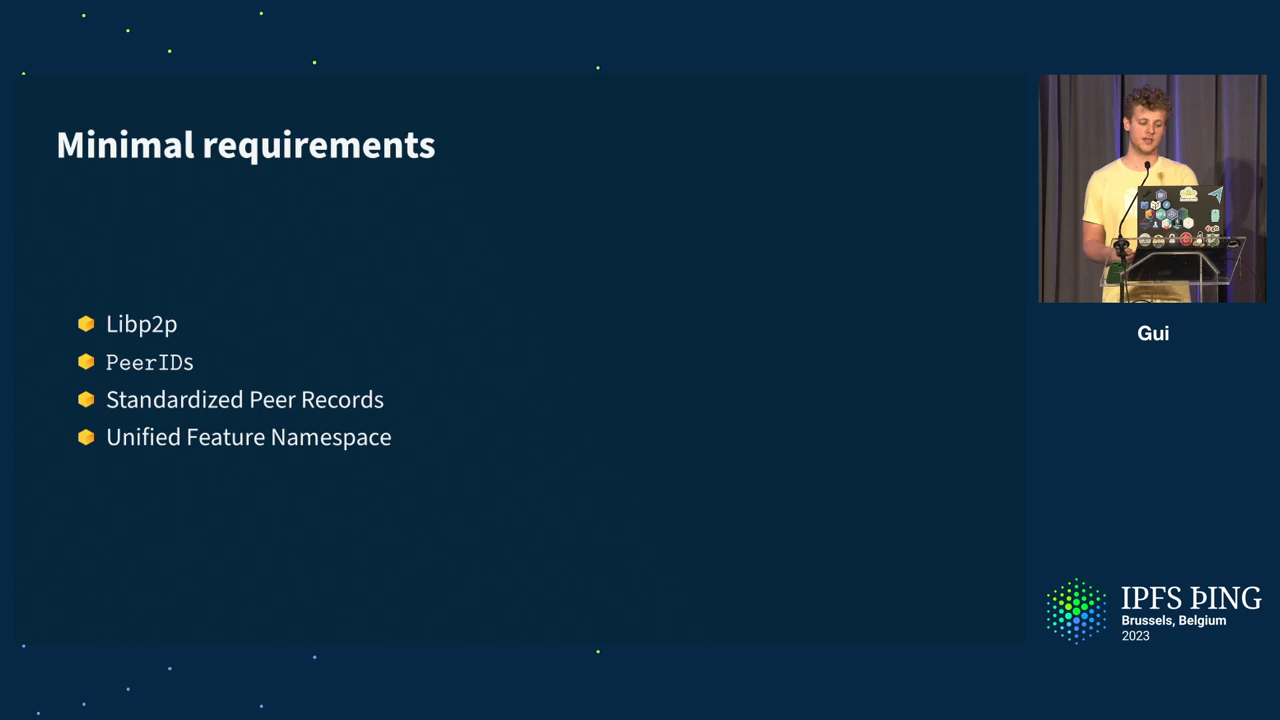 Minimal requirements
Libp2p
PeerIDs
Standardized Peer Records
Unified Feature Namespace
Gui
IPFS ÞING
Brussels, Belgium
2023